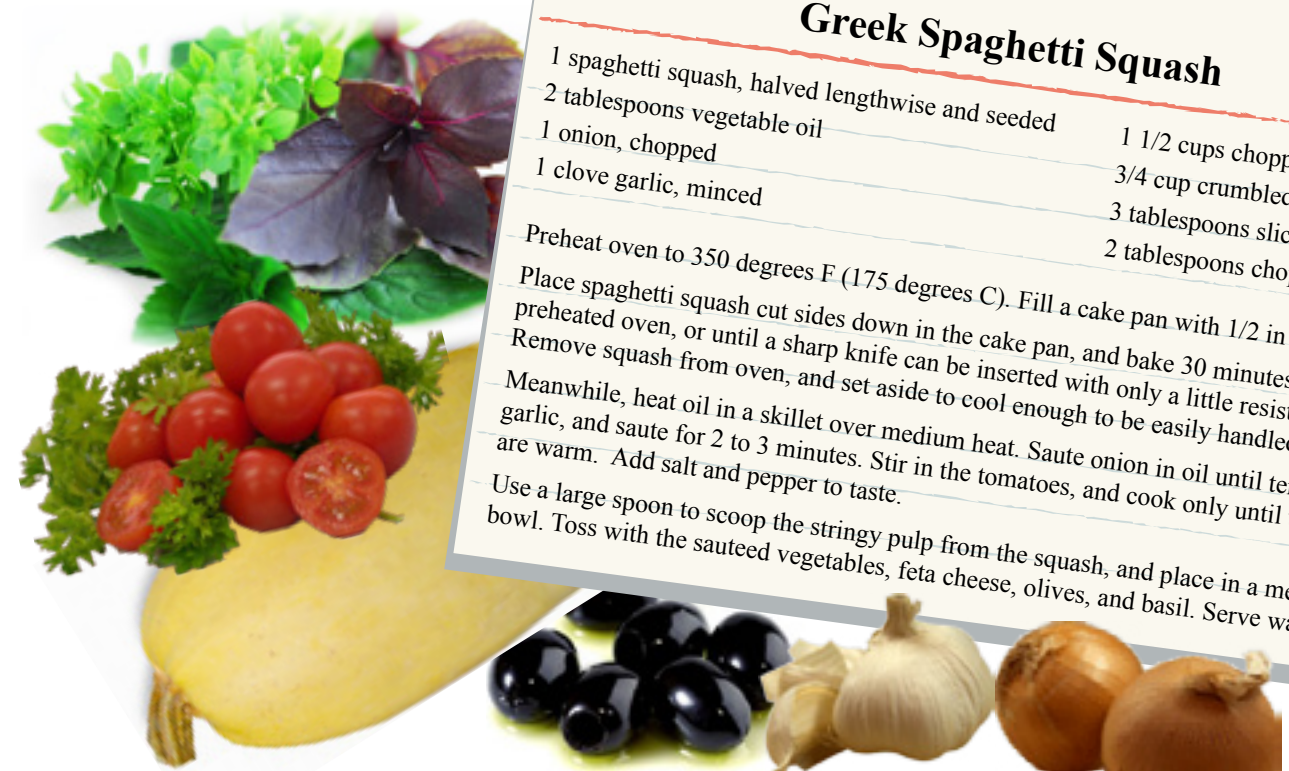 Greek Spaghetti Squash
1 spaghetti squash, halved lengthwise and seeded
2 tablespoons vegetable oil
1 onion, chopped
1 clove garlic, minced
1 1/2 cups
3/4 cup crumbled
3 tablespoons
2 tablespoons
Preheat oven to 350 degrees F (175 degrees C). Fill a cake pan with 1/2 in
Place spaghetti squash cut sides down in the cake pan, and bake 30 minutes
preheated oven, or until a sharp knife can be inserted with only a little
Remove squash from oven, and set aside to cool enough to be easily handled
Meanwhile, heat oil in a skillet over medium heat. Saute onion in oil until
garlic, and saute for 2 to 3 minutes. Stir in the tomatoes, and cook only until
are warm. Add salt and pepper to taste.
Use a large spoon to scoop the stringy pulp from the squash, and place in a
bowl. Toss with the sauteed vegetables, feta cheese, olives, and basil. Serve